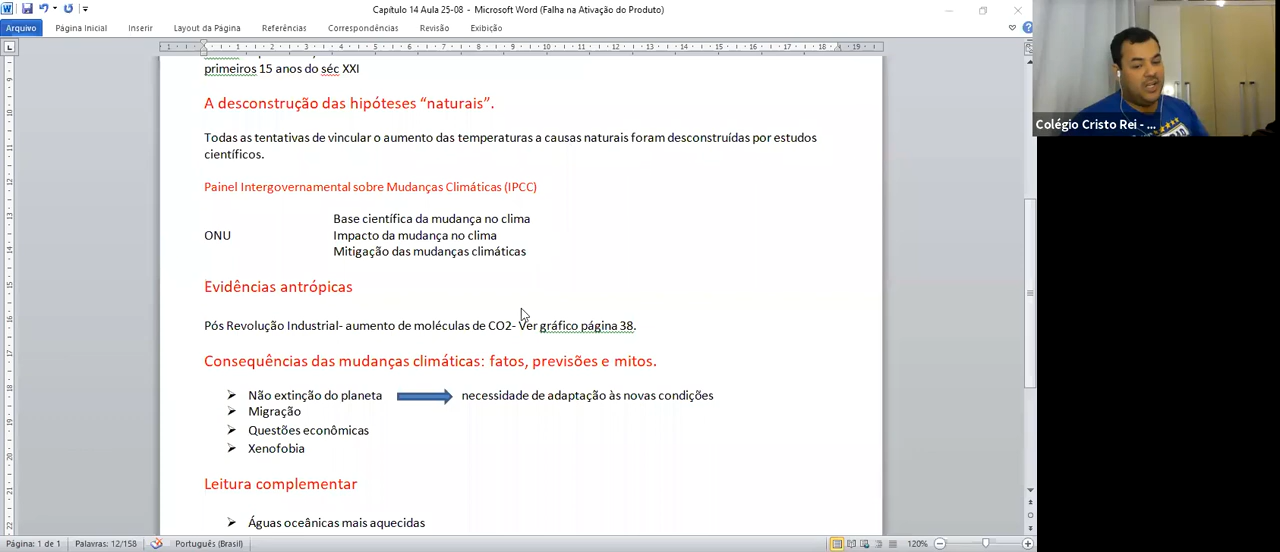 Capítulo 14 Aula 25-08 - Microsoft Word (Falha na Ativação do Produto)
Arquivo Página Inicial Inserir Layout da Página Referências Correspondências Revisão Exibição
primeiros 15 anos do séc XXI
A desconstrução das hipóteses “naturais”.
Todas as tentativas de vincular o aumento das temperaturas a causas naturais foram desconstruídas por estudos
científicos.
Painel Intergovernamental sobre Mudanças Climáticas (IPCC)
Base científica da mudança no clima
ONU Impacto da mudança no clima
Mitigação das mudanças climáticas
Evidências antrópicas
Pós Revolução Industrial- aumento de moléculas de CO2- Ver gráfico página 38.
Consequências das mudanças climáticas: fatos, previsões e mitos.
Não extinção do planeta necessidade de adaptação às novas condições
Migração
Questões econômicas
Xenofobia
Leitura complementar
Águas oceânicas mais aquecidas
Página: 1 de 1 Palavras: 12/158 Português (Brasil) 120%
Colégio Cristo Rei - ...